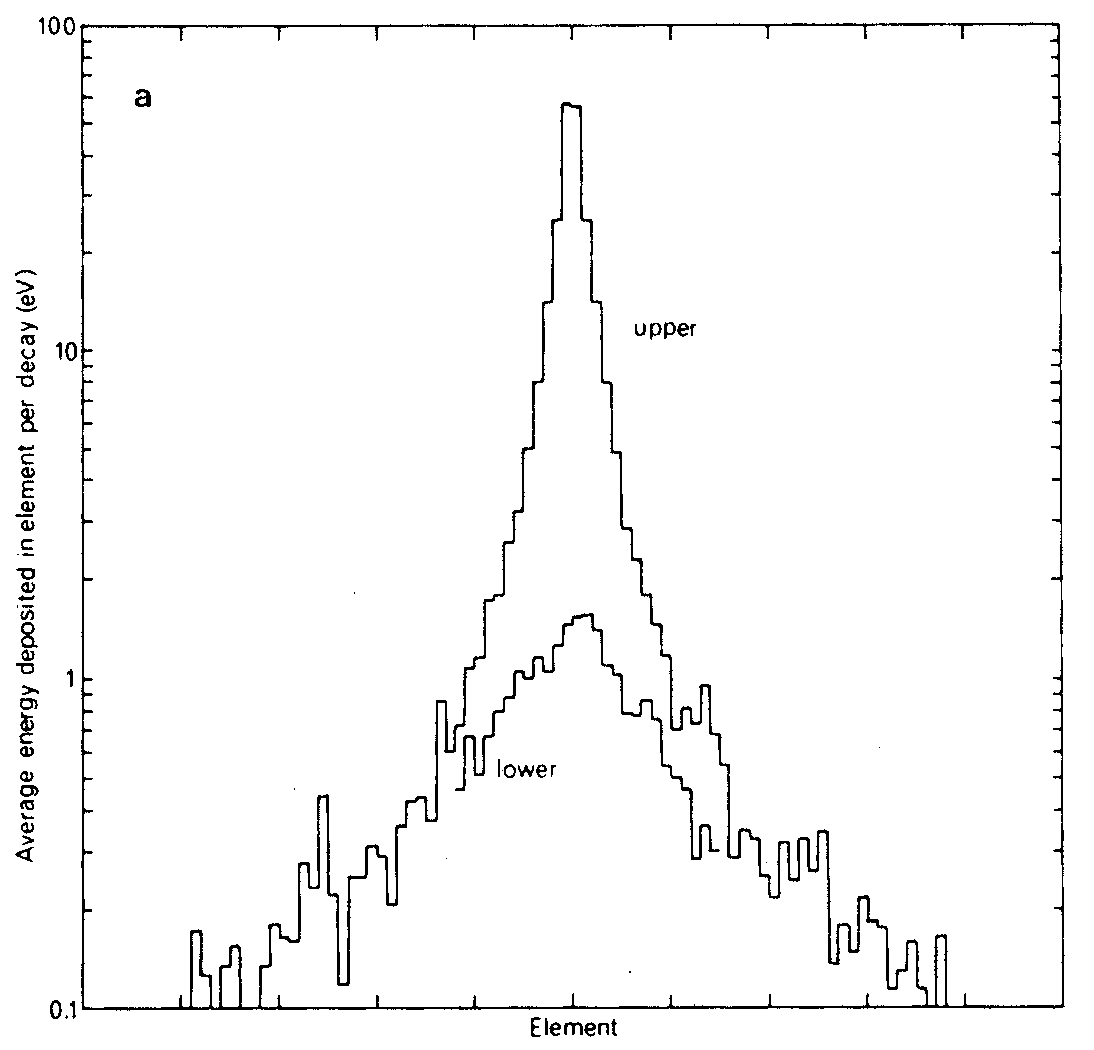 100
a
Average energy deposited in element per decay (eV)
upper
10
1
lower
0.1
Element